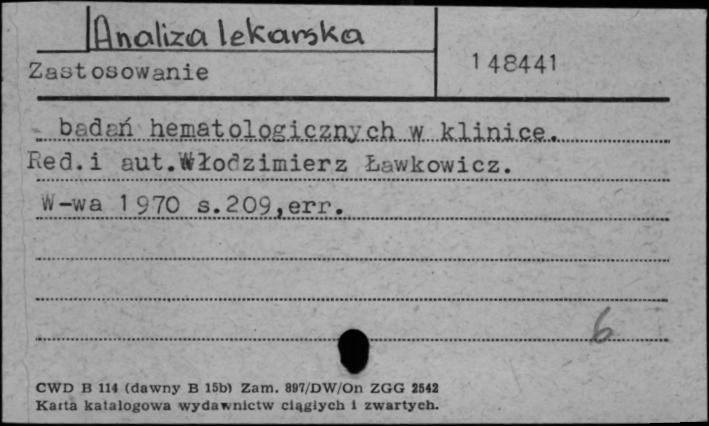 Analiza lekarska
Zastosowanie
148441
badań hematologicznych w klinice.
Red.i aut.Włodzimierz Ławkowicz.
W-wa 1970 s.209,err.
6
CWD B 114 (dawny B 15b) Zam. 897/DW/On ZGG 2542
Karta katalogowa wydawnictw ciągłych i zwartych.